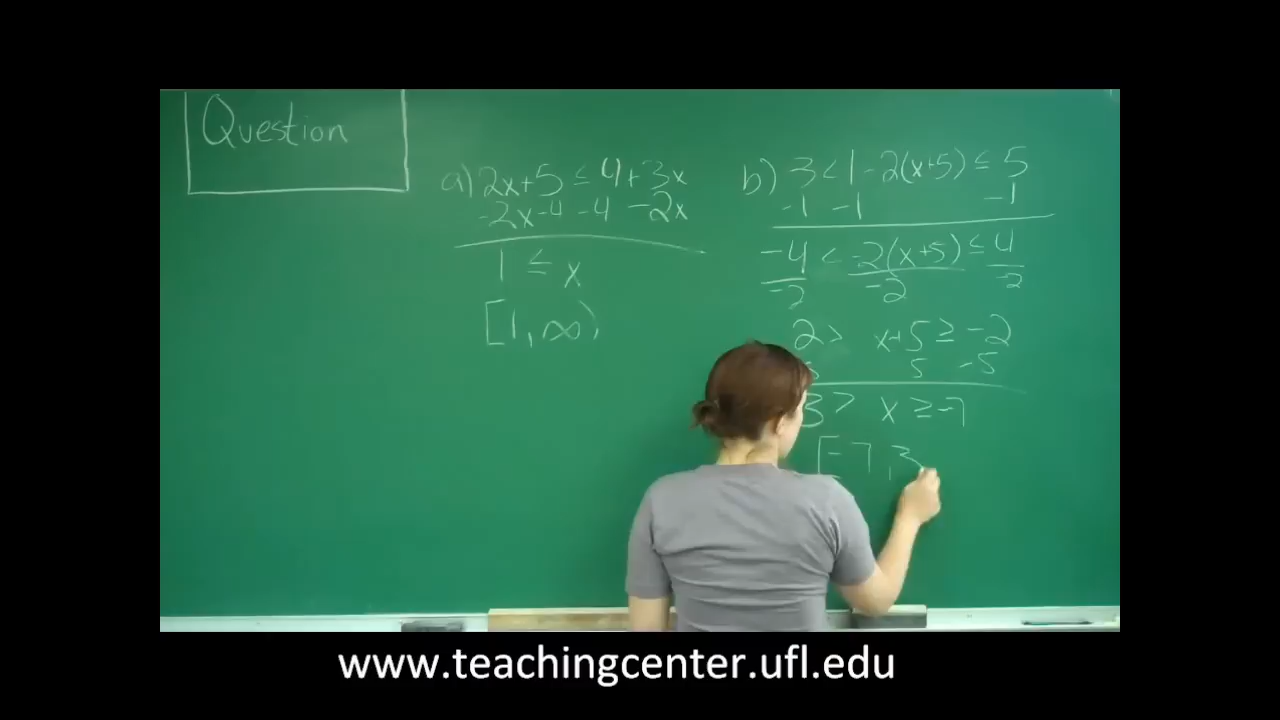 Question
a) 2x+5 ≤ 4+3x
-2x-4 -4 -2x
1 ≤ x
[1, ∞)
b) 3 < 1-2(x+5) ≤ 5
-1 -1 -1
-4 < -2(x+5) ≤ 4
-2 -2 -2
2 > x+5 ≥ -2
5 5 -5
3 > x ≥ -7
[-7, 3
www.teachingcenter.ufl.edu